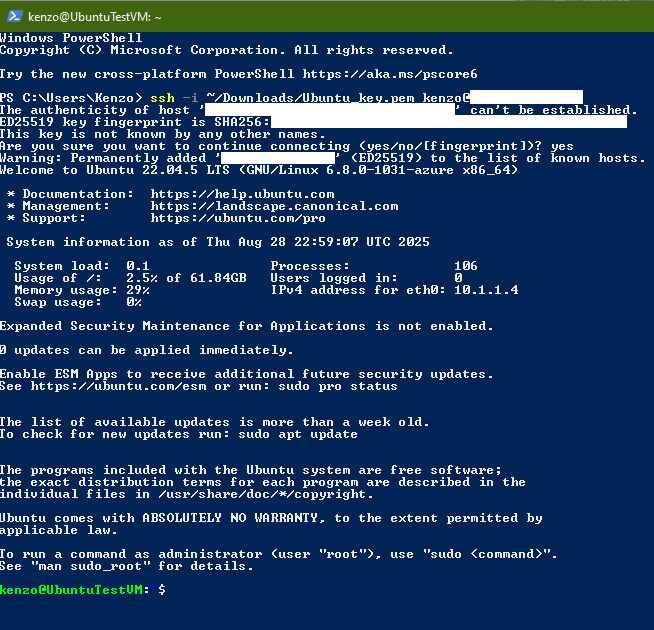 kenzo@UbuntuTestVM: ~
Windows PowerShell
Copyright (C) Microsoft Corporation. All rights reserved.
Try the new cross-platform PowerShell https://aka.ms/pscore6
PS C:\Users\Kenzo> ssh -i ~/Downloads/Ubuntu_key.pem kenzo@
The authenticity of host '                    ' can't be established.
ED25519 key fingerprint is SHA256:
This key is not known by any other names.
Are you sure you want to continue connecting (yes/no/[fingerprint])? yes
Warning: Permanently added '              ' (ED25519) to the list of known hosts.
Welcome to Ubuntu 22.04.5 LTS (GNU/Linux 6.8.0-1031-azure x86_64)
* Documentation:  https://help.ubuntu.com
* Management:     https://landscape.canonical.com
* Support:        https://ubuntu.com/pro
System information as of Thu Aug 28 22:59:07 UTC 2025
System load:  0.1                Processes:             106
Usage of /:   2.5% of 61.84GB   Users logged in:       0
Memory usage: 29%                IPv4 address for eth0: 10.1.1.4
Swap usage:   0%
Expanded Security Maintenance for Applications is not enabled.
0 updates can be applied immediately.
Enable ESM Apps to receive additional future security updates.
See https://ubuntu.com/esm or run: sudo pro status
The list of available updates is more than a week old.
To check for new updates run: sudo apt update
The programs included with the Ubuntu system are free software;
the exact distribution terms for each program are described in the
individual files in /usr/share/doc/*/copyright.
Ubuntu comes with ABSOLUTELY NO WARRANTY, to the extent permitted by
applicable law.
To run a command as administrator (user "root"), use "sudo <command>".
See "man sudo_root" for details.
kenzo@UbuntuTestVM: $